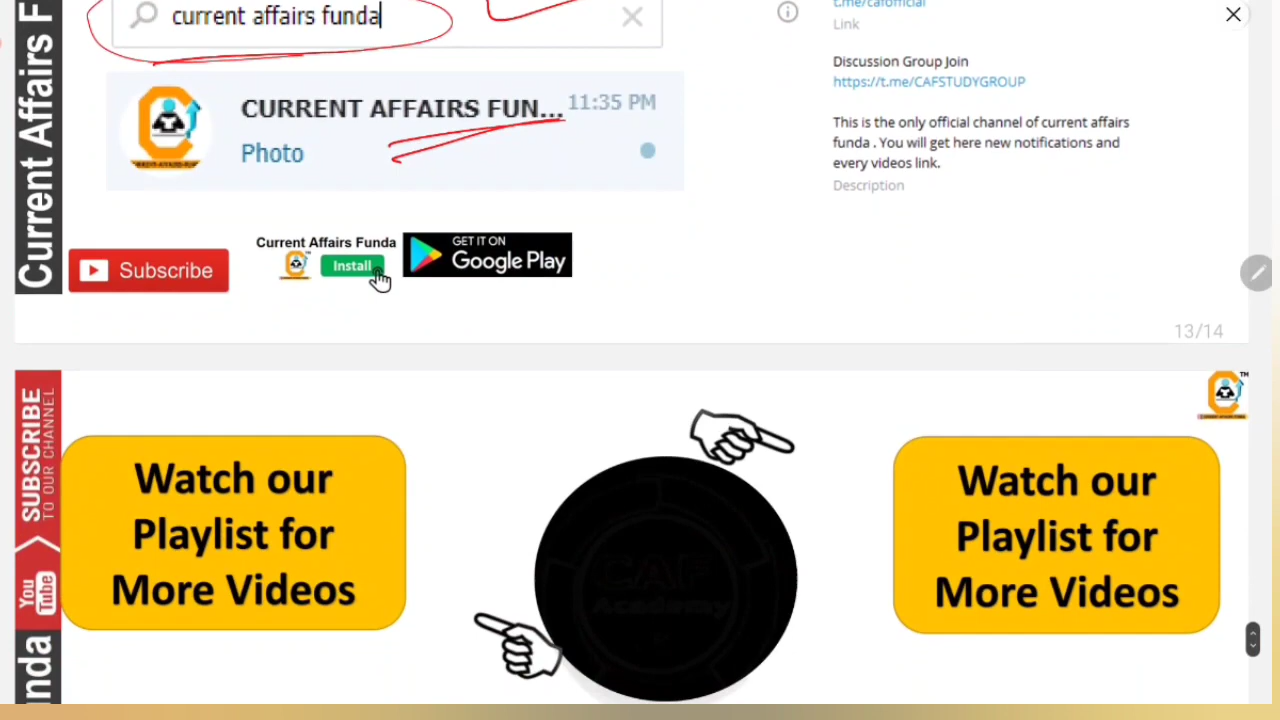 Current Affairs F
current affairs funda
t.me/cafofficial
Link
Discussion Group Join
https://t.me/CAFSTUDYGROUP
CURRENT AFFAIRS FUN...
11:35 PM
Photo
This is the only official channel of current affairs
funda . You will get here new notifications and
every videos link.
Description
Subscribe
Current Affairs Funda
Install
GET IT ON
Google Play
13/14
SUBSCRIBE
TO OUR CHANNEL
You
Tube
nda
Watch our
Playlist for
More Videos
CAF
Academy
Watch our
Playlist for
More Videos
TM